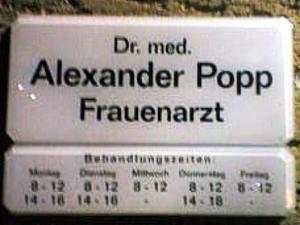 Dr. med.
Alexander Popp
Frauenarzt
Behandlungszeiten:
Montag Dienstag Mittwoch Donnerstag Freitag
8 - 12 8 - 12 8 - 12 8 - 12 8 - 12
14 - 16 14 - 16 - 14 - 18 -